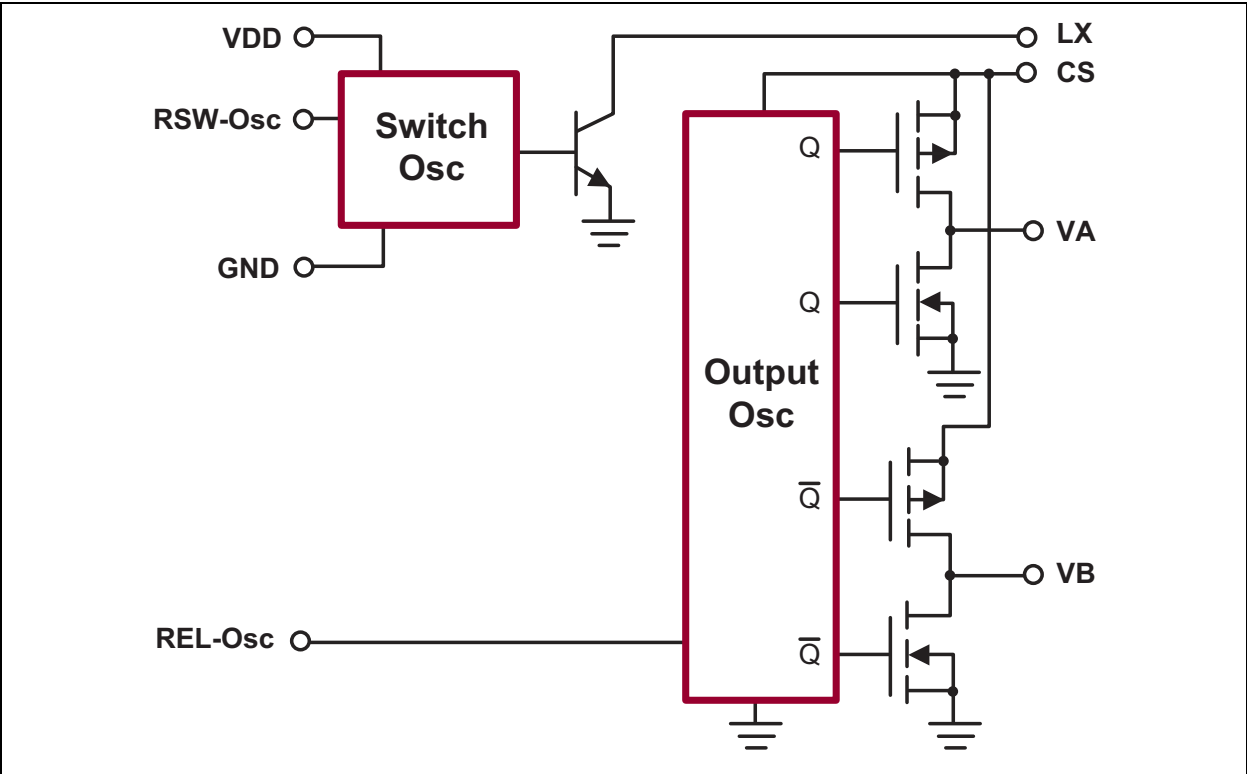 VDD
LX
CS
RSW-Osc
Switch
Osc
Q
VA
GND
Q
Output
Osc
Q̅
VB
REL-Osc
Q̅